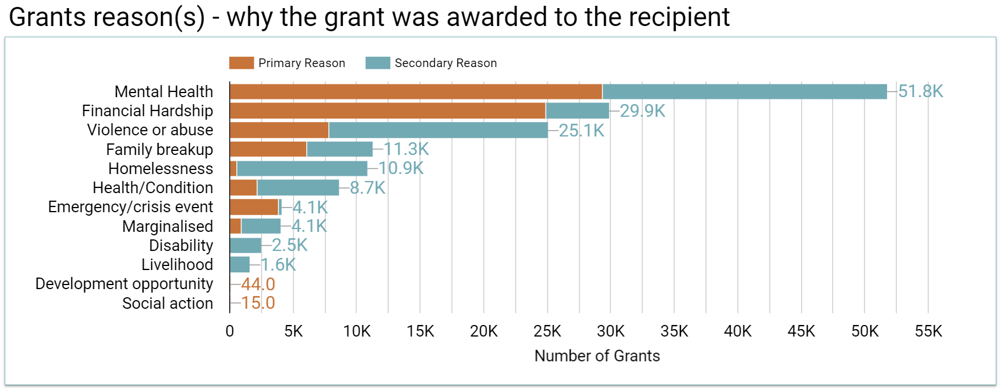 Grants reason(s) - why the grant was awarded to the recipient
Primary Reason Secondary Reason
Mental Health 51.8K
Financial Hardship 29.9K
Violence or abuse 25.1K
Family breakup 11.3K
Homelessness 10.9K
Health/Condition 8.7K
Emergency/crisis event 4.1K
Marginalised 4.1K
Disability 2.5K
Livelihood 1.6K
Development opportunity 44.0
Social action 15.0
0 5K 10K 15K 20K 25K 30K 35K 40K 45K 50K 55K
Number of Grants